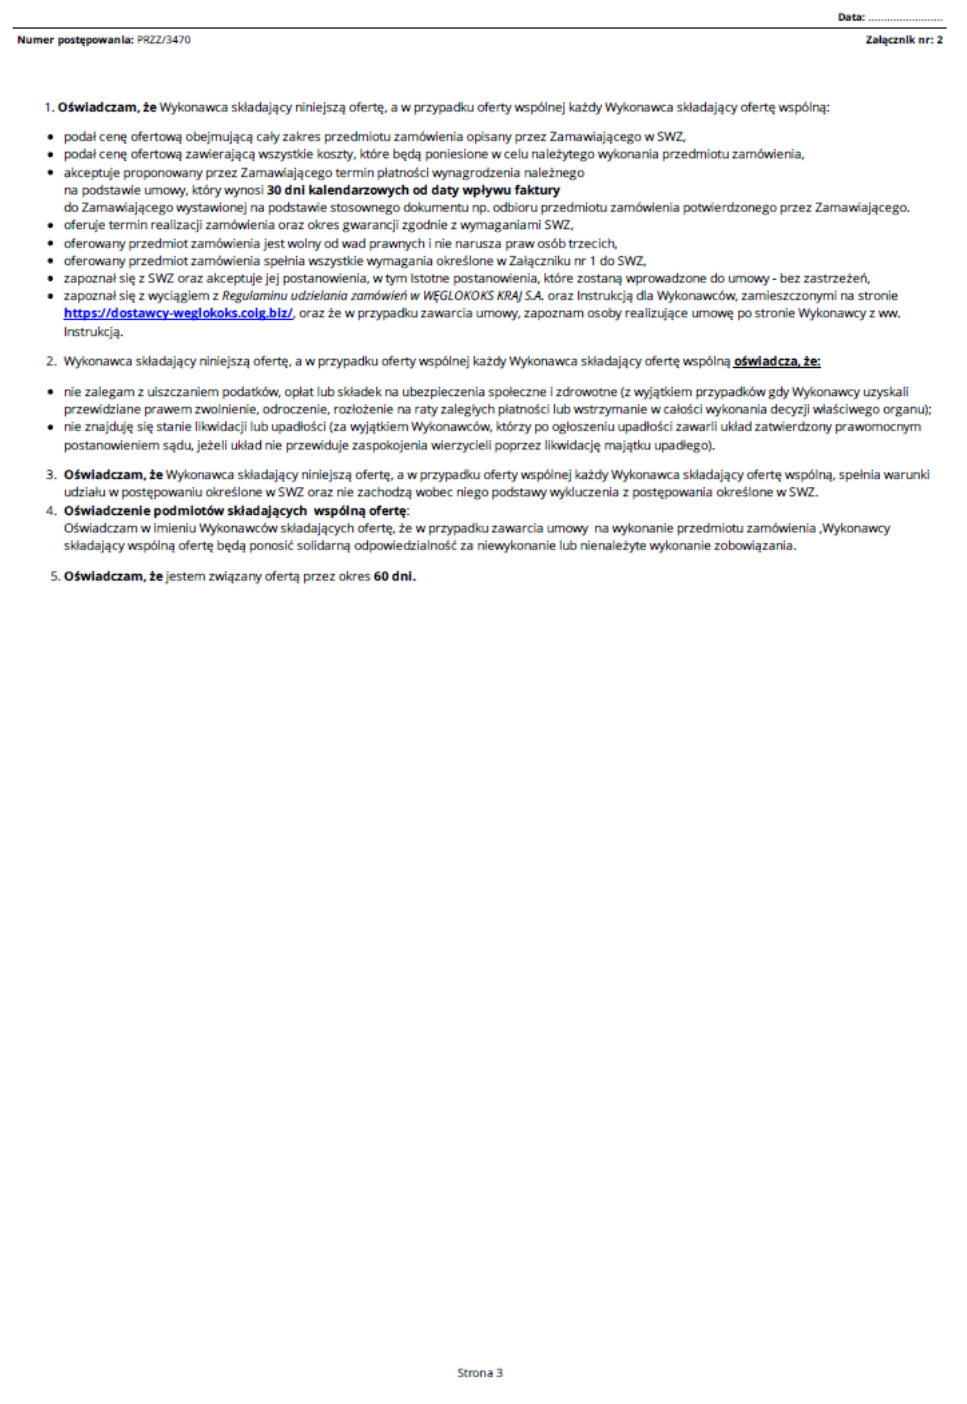 Data: ........................
Numer postępowania: PRZZ/3470
Załącznik nr: 2
1. Oświadczam, że Wykonawca składający niniejszą ofertę, a w przypadku oferty wspólnej każdy Wykonawca składający ofertę wspólną:
• podał cenę ofertową obejmującą cały zakres przedmiotu zamówienia opisany przez Zamawiającego w SWZ,
• podał cenę ofertową zawierającą wszystkie koszty, które będą poniesione w celu należytego wykonania przedmiotu zamówienia,
• akceptuje proponowany przez Zamawiającego termin płatności wynagrodzenia należnego
na podstawie umowy, który wynosi 30 dni kalendarzowych od daty wpływu faktury
do Zamawiającego wystawionej na podstawie stosownego dokumentu np. odbioru przedmiotu zamówienia potwierdzonego przez Zamawiającego.
• oferuje termin realizacji zamówienia oraz okres gwarancji zgodnie z wymaganiami SWZ,
• oferowany przedmiot zamówienia jest wolny od wad prawnych i nie narusza praw osób trzecich,
• oferowany przedmiot zamówienia spełnia wszystkie wymagania określone w Załączniku nr 1 do SWZ,
• zapoznał się z SWZ oraz akceptuje jej postanowienia, w tym Istotne postanowienia, które zostaną wprowadzone do umowy - bez zastrzeżeń,
• zapoznał się z wyciągiem z Regulaminu udzielania zamówień w WĘGLOKOKS KRAJ S.A. oraz Instrukcją dla Wykonawców, zamieszczonymi na stronie
https://dostawcy-weglokoks.coig.biz/, oraz że w przypadku zawarcia umowy, zapoznam osoby realizujące umowę po stronie Wykonawcy z ww.
Instrukcją.
2. Wykonawca składający niniejszą ofertę, a w przypadku oferty wspólnej każdy Wykonawca składający ofertę wspólną oświadcza, że:
• nie zalegam z uiszczaniem podatków, opłat lub składek na ubezpieczenia społeczne i zdrowotne (z wyjątkiem przypadków gdy Wykonawcy uzyskali
przewidziane prawem zwolnienie, odroczenie, rozłożenie na raty zaległych płatności lub wstrzymanie w całości wykonania decyzji właściwego organu);
• nie znajduję się stanie likwidacji lub upadłości (za wyjątkiem Wykonawców, którzy po ogłoszeniu upadłości zawarli układ zatwierdzony prawomocnym
postanowieniem sądu, jeżeli układ nie przewiduje zaspokojenia wierzycieli poprzez likwidację majątku upadłego).
3. Oświadczam, że Wykonawca składający niniejszą ofertę, a w przypadku oferty wspólnej każdy Wykonawca składający ofertę wspólną, spełnia warunki
udziału w postępowaniu określone w SWZ oraz nie zachodzą wobec niego podstawy wykluczenia z postępowania określone w SWZ.
4. Oświadczenie podmiotów składających wspólną ofertę:
Oświadczam w imieniu Wykonawców składających ofertę, że w przypadku zawarcia umowy na wykonanie przedmiotu zamówienia ,Wykonawcy
składający wspólną ofertę będą ponosić solidarną odpowiedzialność za niewykonanie lub nienależyte wykonanie zobowiązania.
5. Oświadczam, że jestem związany ofertą przez okres 60 dni.
Strona 3